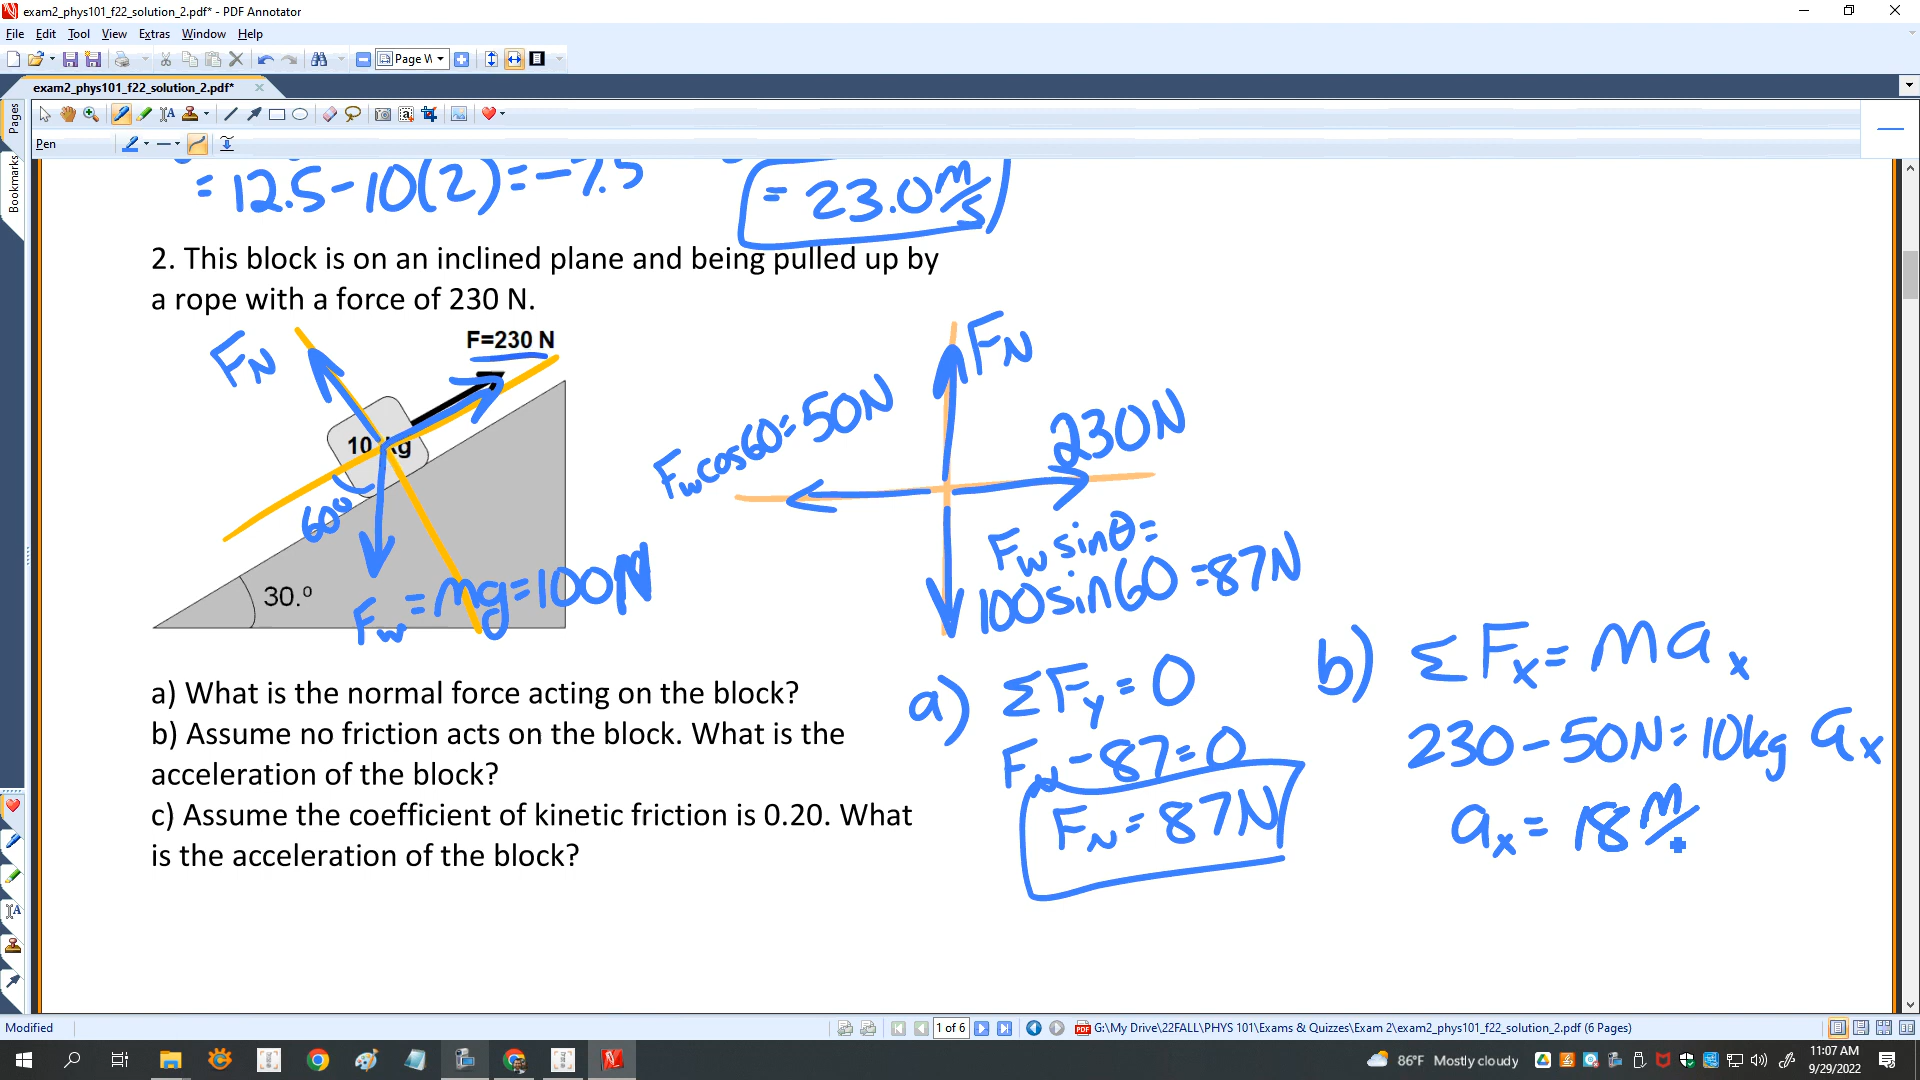 exam2_phys101_f22_solution_2.pdf* - PDF Annotator
File Edit Tool View Extras Window Help
Page W
exam2_phys101_f22_solution_2.pdf*
Pen
Pages
Bookmarks
= 12.5-10(2)=-7.5
= 23.0 m/s
2. This block is on an inclined plane and being pulled up by
a rope with a force of 230 N.
F=230 N
FN
10 kg
60°
30.º
Fw = mg=100N
FN
Fwcos60=50N
230N
Fw sinθ=
100sin60 =87N
a) What is the normal force acting on the block?
b) Assume no friction acts on the block. What is the
acceleration of the block?
c) Assume the coefficient of kinetic friction is 0.20. What
is the acceleration of the block?
a) ΣFy=0
FN-87=0
FN=87N
b) ΣFx=max
230-50N=10kg ax
ax= 18 m/
Modified
1 of 6
G:\My Drive\22FALL\PHYS 101\Exams & Quizzes\Exam 2\exam2_phys101_f22_solution_2.pdf (6 Pages)
86°F Mostly cloudy
11:07 AM
9/29/2022